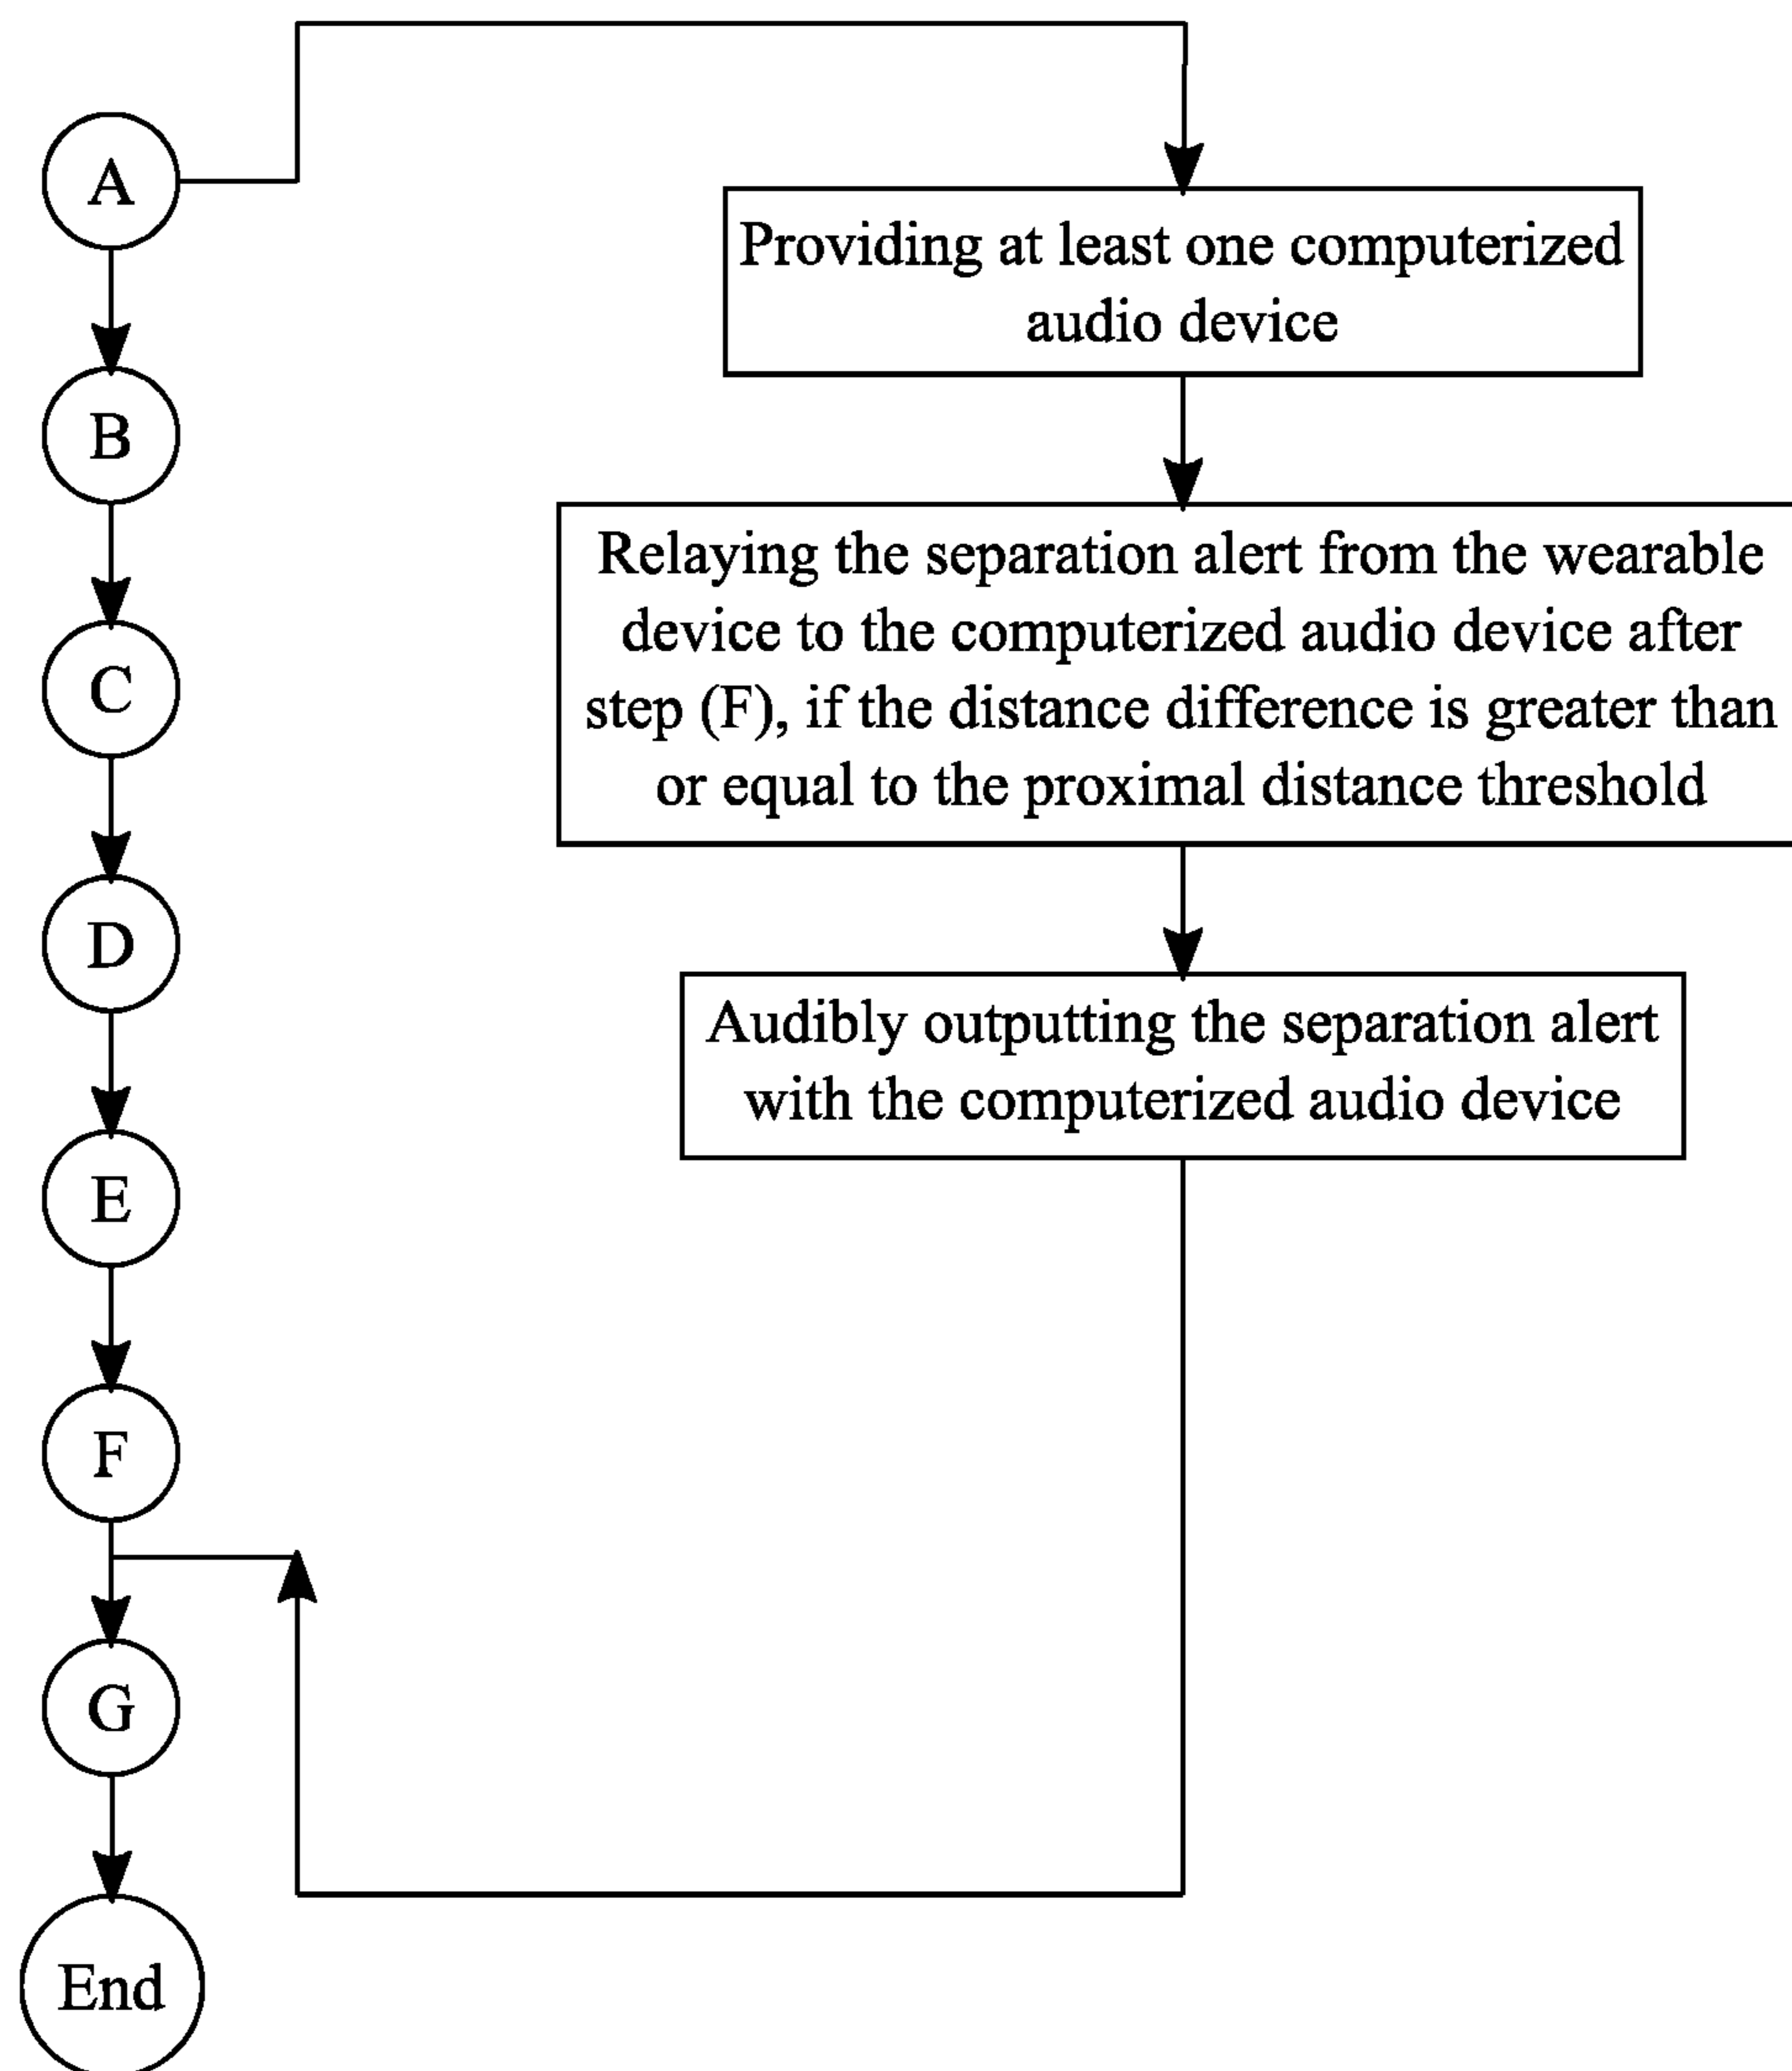 A
B
C
D
E
F
G
End
Providing at least one computerized
audio device
Relaying the separation alert from the wearable
device to the computerized audio device after
step (F), if the distance difference is greater than
or equal to the proximal distance threshold
Audibly outputting the separation alert
with the computerized audio device